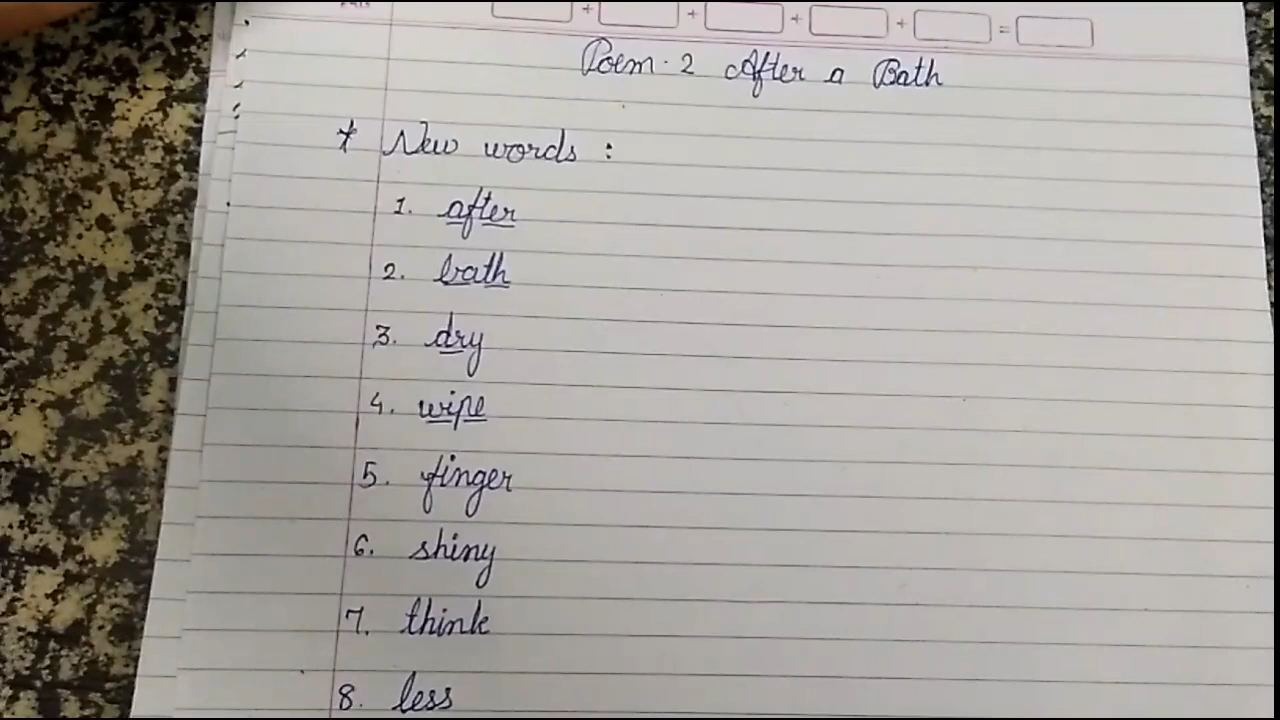 + + + + =
Poem-2 After a Bath
* New words :
1. after
2. bath
3. dry
4. wipe
5. finger
6. shiny
7. think
8. less